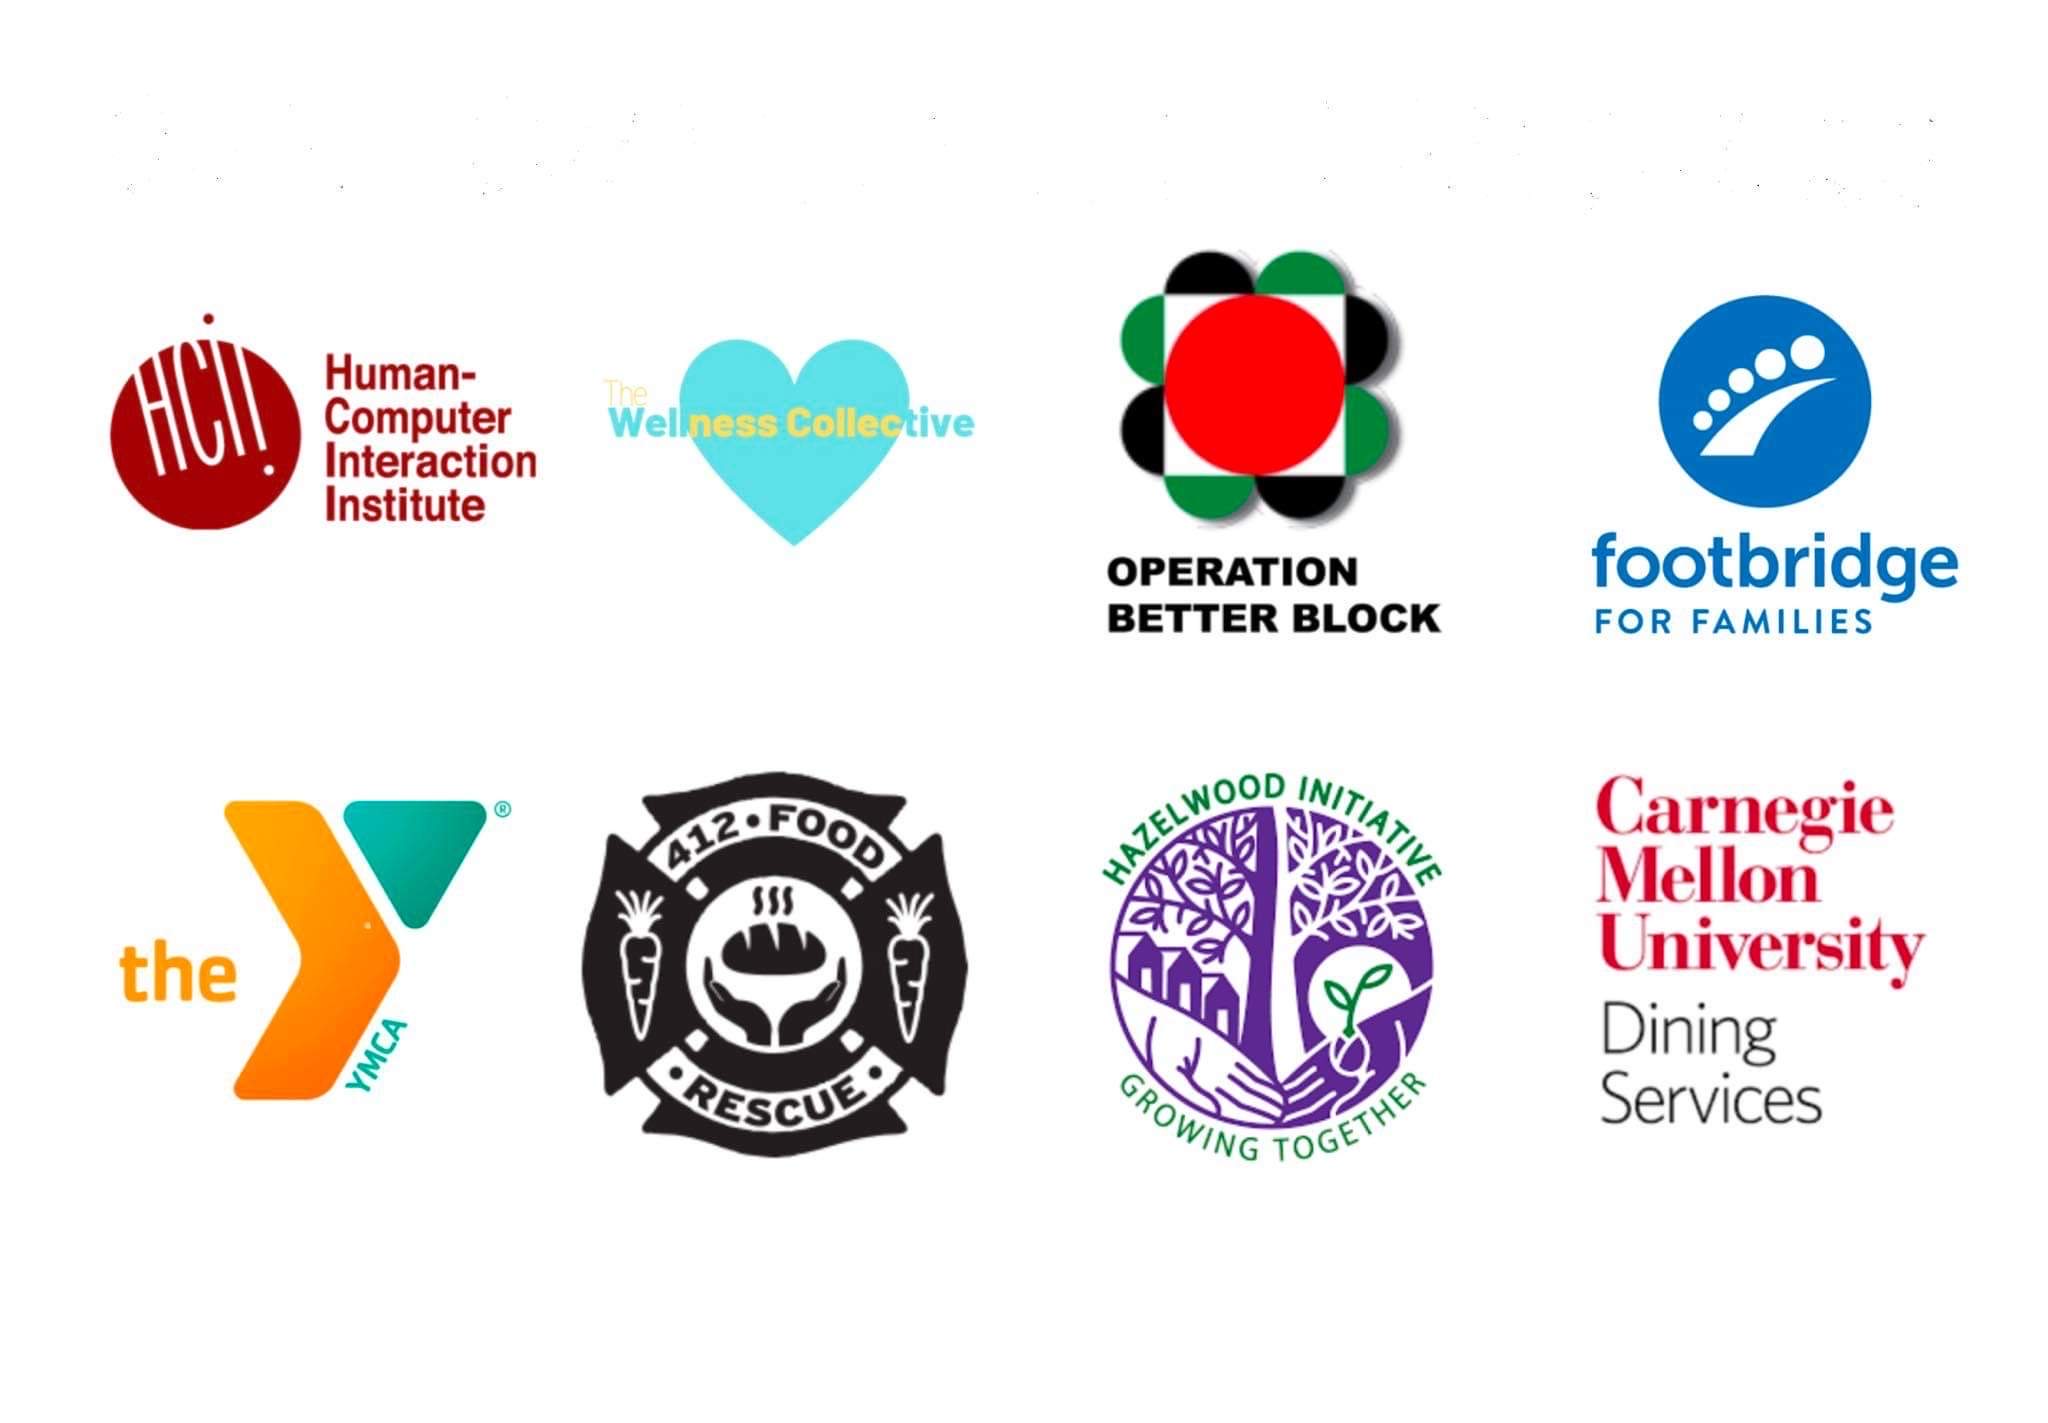 HCII
Human-
Computer
Interaction
Institute
The
Wellness Collective
OPERATION
BETTER BLOCK
footbridge
FOR FAMILIES
the
YMCA
®
412 • FOOD
• RESCUE •
HAZELWOOD INITIATIVE
GROWING TOGETHER
Carnegie
Mellon
University
Dining
Services